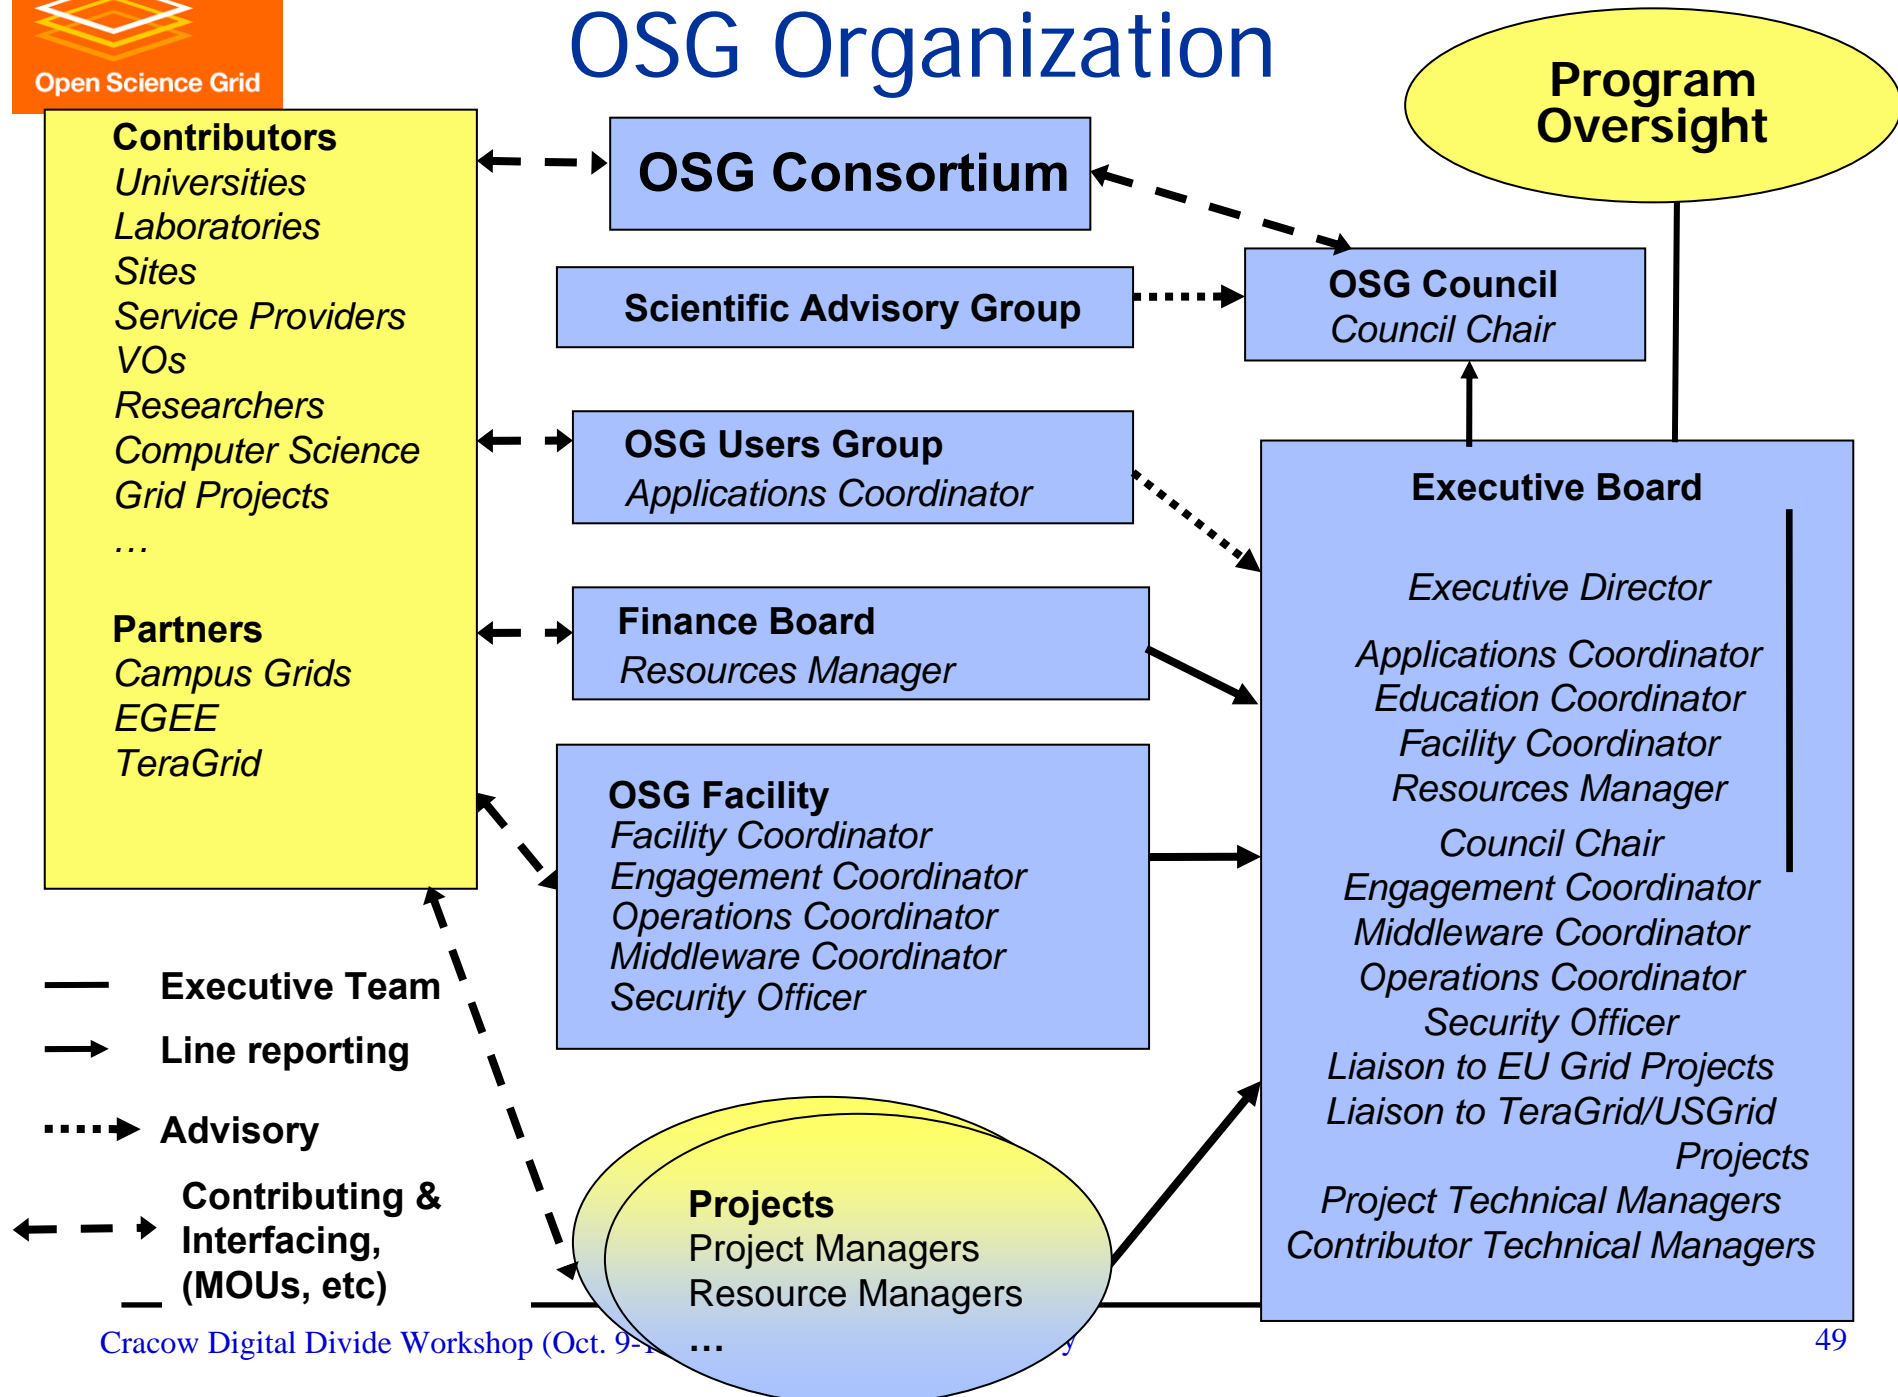 OSG Organization
Open Science Grid
Program
Oversight
Contributors
Universities
Laboratories
Sites
Service Providers
VOs
Researchers
Computer Science
Grid Projects
…
Partners
Campus Grids
EGEE
TeraGrid
OSG Consortium
Scientific Advisory Group
OSG Council
Council Chair
OSG Users Group
Applications Coordinator
Finance Board
Resources Manager
OSG Facility
Facility Coordinator
Engagement Coordinator
Operations Coordinator
Middleware Coordinator
Security Officer
Executive Board
Executive Director
Applications Coordinator
Education Coordinator
Facility Coordinator
Resources Manager
Council Chair
Engagement Coordinator
Middleware Coordinator
Operations Coordinator
Security Officer
Liaison to EU Grid Projects
Liaison to TeraGrid/USGrid
Projects
Project Technical Managers
Contributor Technical Managers
Executive Team
Line reporting
Advisory
Contributing &
Interfacing,
(MOUs, etc)
Projects
Project Managers
Resource Managers
…
Cracow Digital Divide Workshop (Oct. 9-
49